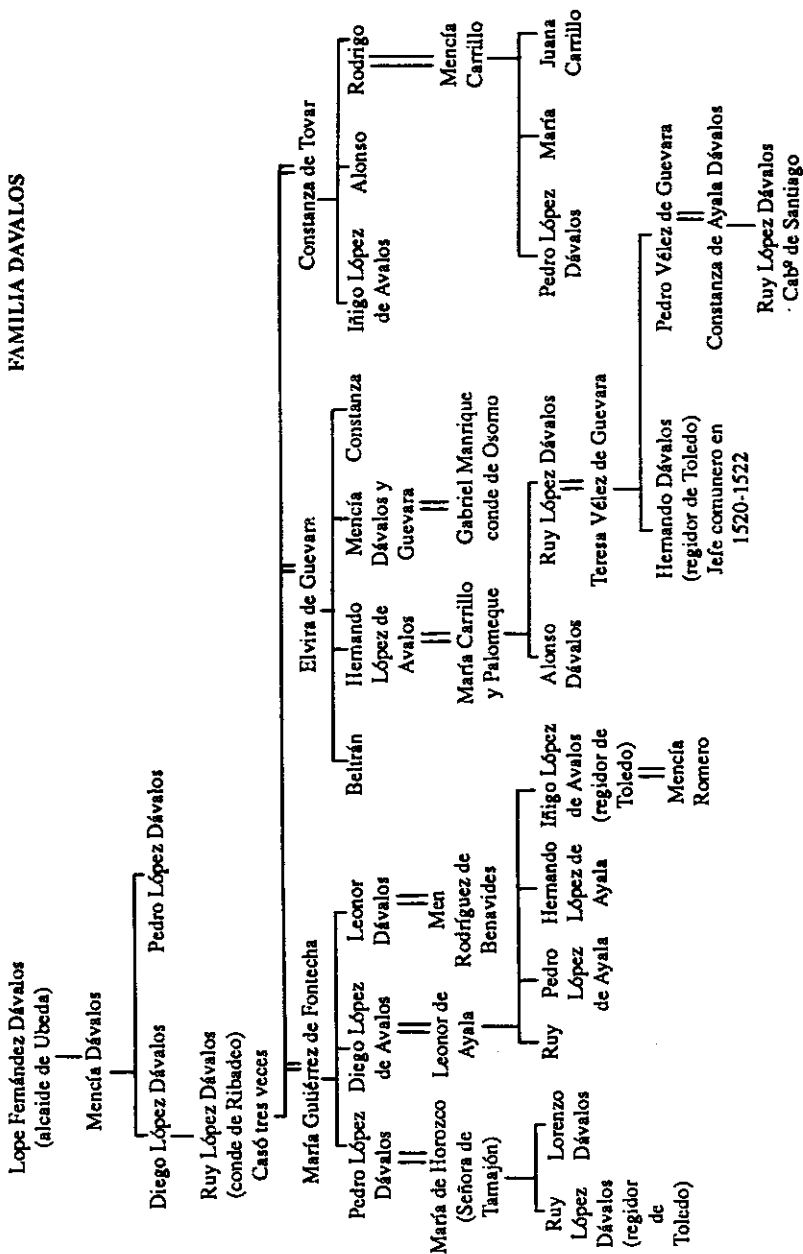 FAMILIA DAVALOS
Lope Fernández Dávalos
(alcaide de Ubeda)
Mencía Dávalos
Diego López Dávalos
Pedro López Dávalos
Ruy López Dávalos
(conde de Ribadeo)
Casó tres veces
María Gutiérrez de Fontecha
Elvira de Guevara
Constanza de Tovar
Pedro López
Dávalos
Diego López
de Avalos
Leonor
Dávalos
Beltrán
Hernando
López de
Avalos
Mencía
Dávalos y
Guevara
Constanza
Iñigo López
de Avalos
Alonso
Rodrigo
María de Horozco
(Señora de
Tamajón)
Leonor de
Ayala
Men
Rodríguez de
Benavides
María Carrillo
y Palomeque
Gabriel Manrique
conde de Osorno
Mencía
Carrillo
Ruy
López
Dávalos
(regidor
de
Toledo)
Lorenzo
Dávalos
Ruy
Pedro
López
de Ayala
Hernando
López de
Ayala
Iñigo López
de Avalos
(regidor de
Toledo)
Mencía
Romero
Alonso
Dávalos
Ruy López Dávalos
Teresa Vélez de Guevara
Pedro López
Dávalos
María
Juana
Carrillo
Hernando Dávalos
(regidor de Toledo)
Jefe comunero en
1520-1522
Pedro Vélez de Guevara
Constanza de Ayala Dávalos
Ruy López Dávalos
Cabº de Santiago